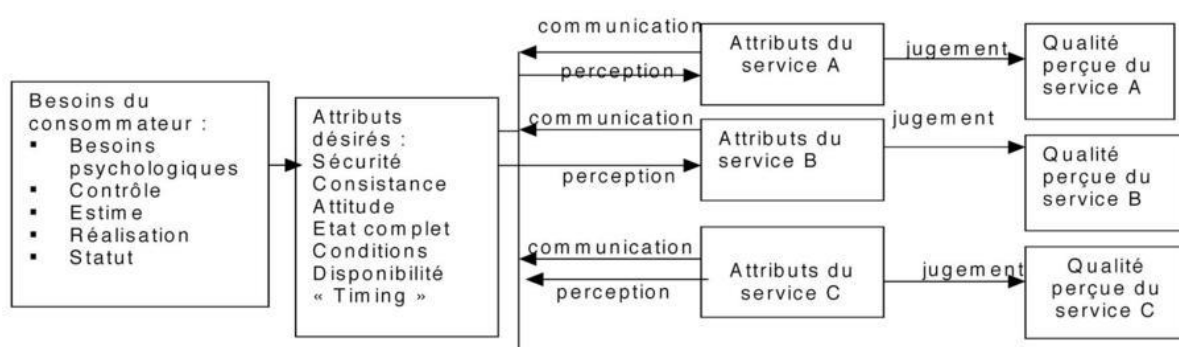 Besoins du
consommateur :
▪ Besoins
psychologiques
▪ Contrôle
▪ Estime
▪ Réalisation
▪ Statut
Attributs
désirés :
Sécurité
Consistance
Attitude
Etat complet
Conditions
Disponibilité
« Timing »
communication
perception
Attributs du
service A
jugement
Qualité
perçue du
service A
communication
perception
Attributs du
service B
jugement
Qualité
perçue du
service B
communication
perception
Attributs du
service C
jugement
Qualité
perçue du
service C